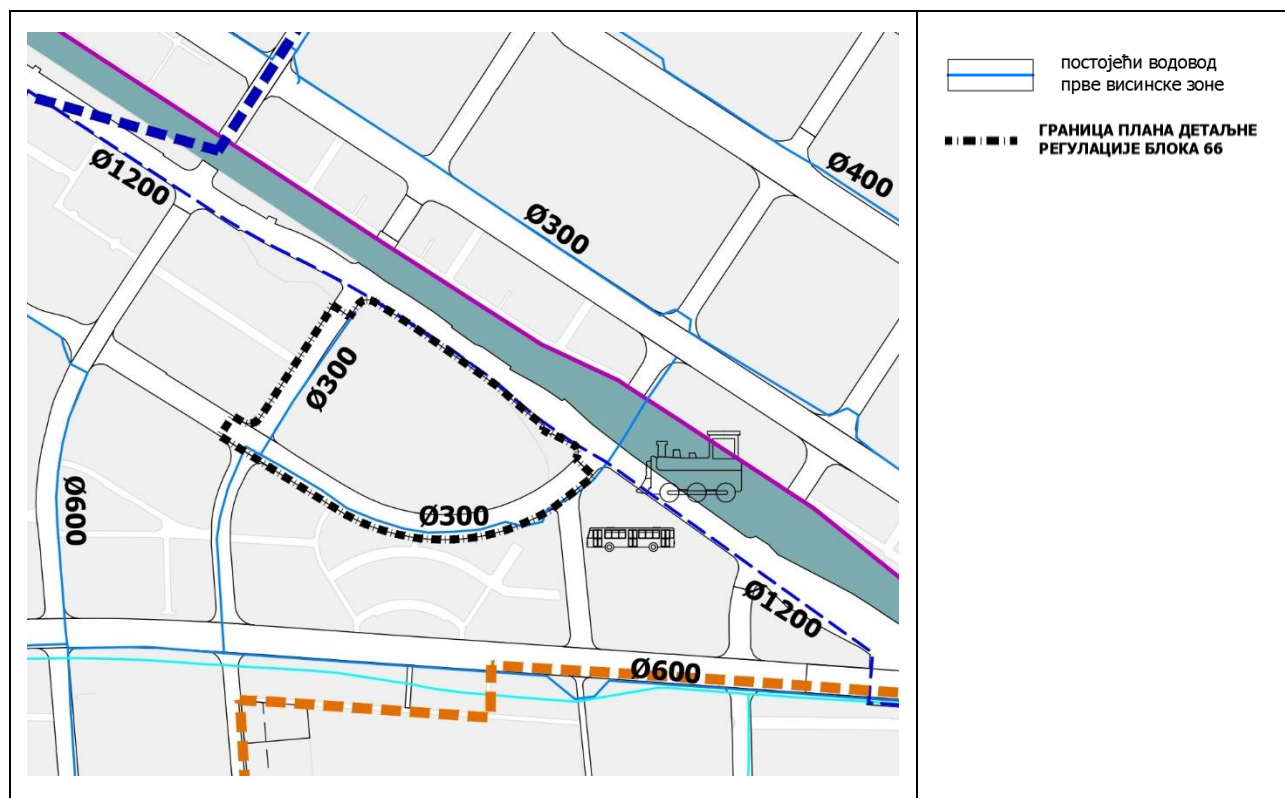 Ø1200
Ø300
Ø400
Ø300
Ø600
Ø300
Ø1200
Ø600
постојећи водовод
прве висинске зоне
ГРАНИЦА ПЛАНА ДЕТАЉНЕ
РЕГУЛАЦИЈЕ БЛОКА 66